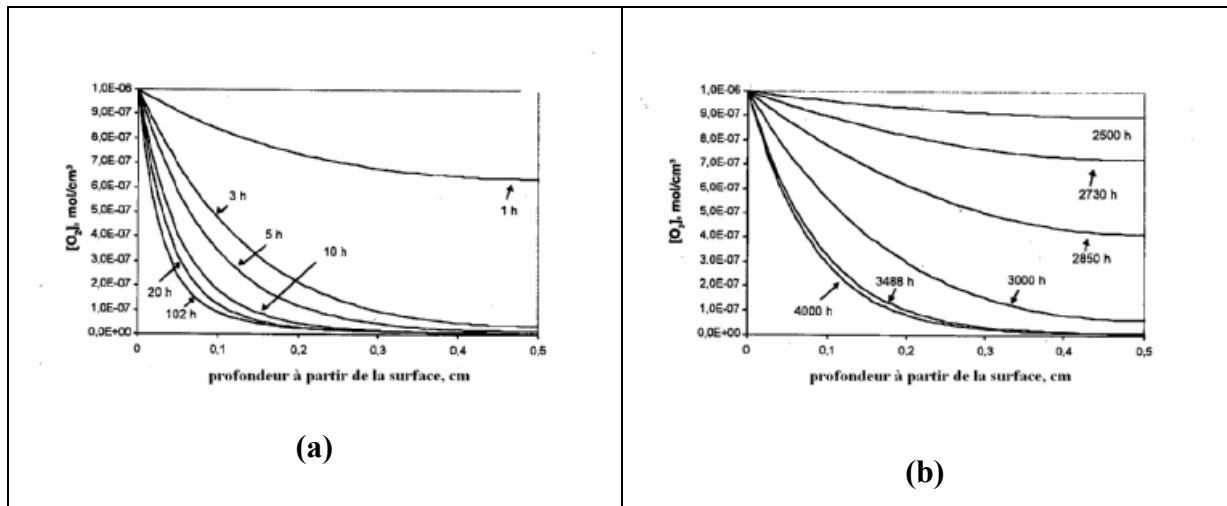 [O₂], mol/cm³
1,0E-06
9,0E-07
8,0E-07
7,0E-07
6,0E-07
5,0E-07
4,0E-07
3,0E-07
2,0E-07
1,0E-07
0,0E+00
3 h
1 h
5 h
10 h
20 h
102 h
0 0,1 0,2 0,3 0,4 0,5
profondeur à partir de la surface, cm
(a)
[O₂], mol/cm³
1,0E-06
9,0E-07
8,0E-07
7,0E-07
6,0E-07
5,0E-07
4,0E-07
3,0E-07
2,0E-07
1,0E-07
0,0E+00
2500 h
2730 h
2850 h
3488 h
3000 h
4000 h
0 0,1 0,2 0,3 0,4 0,5
profondeur à partir de la surface, cm
(b)